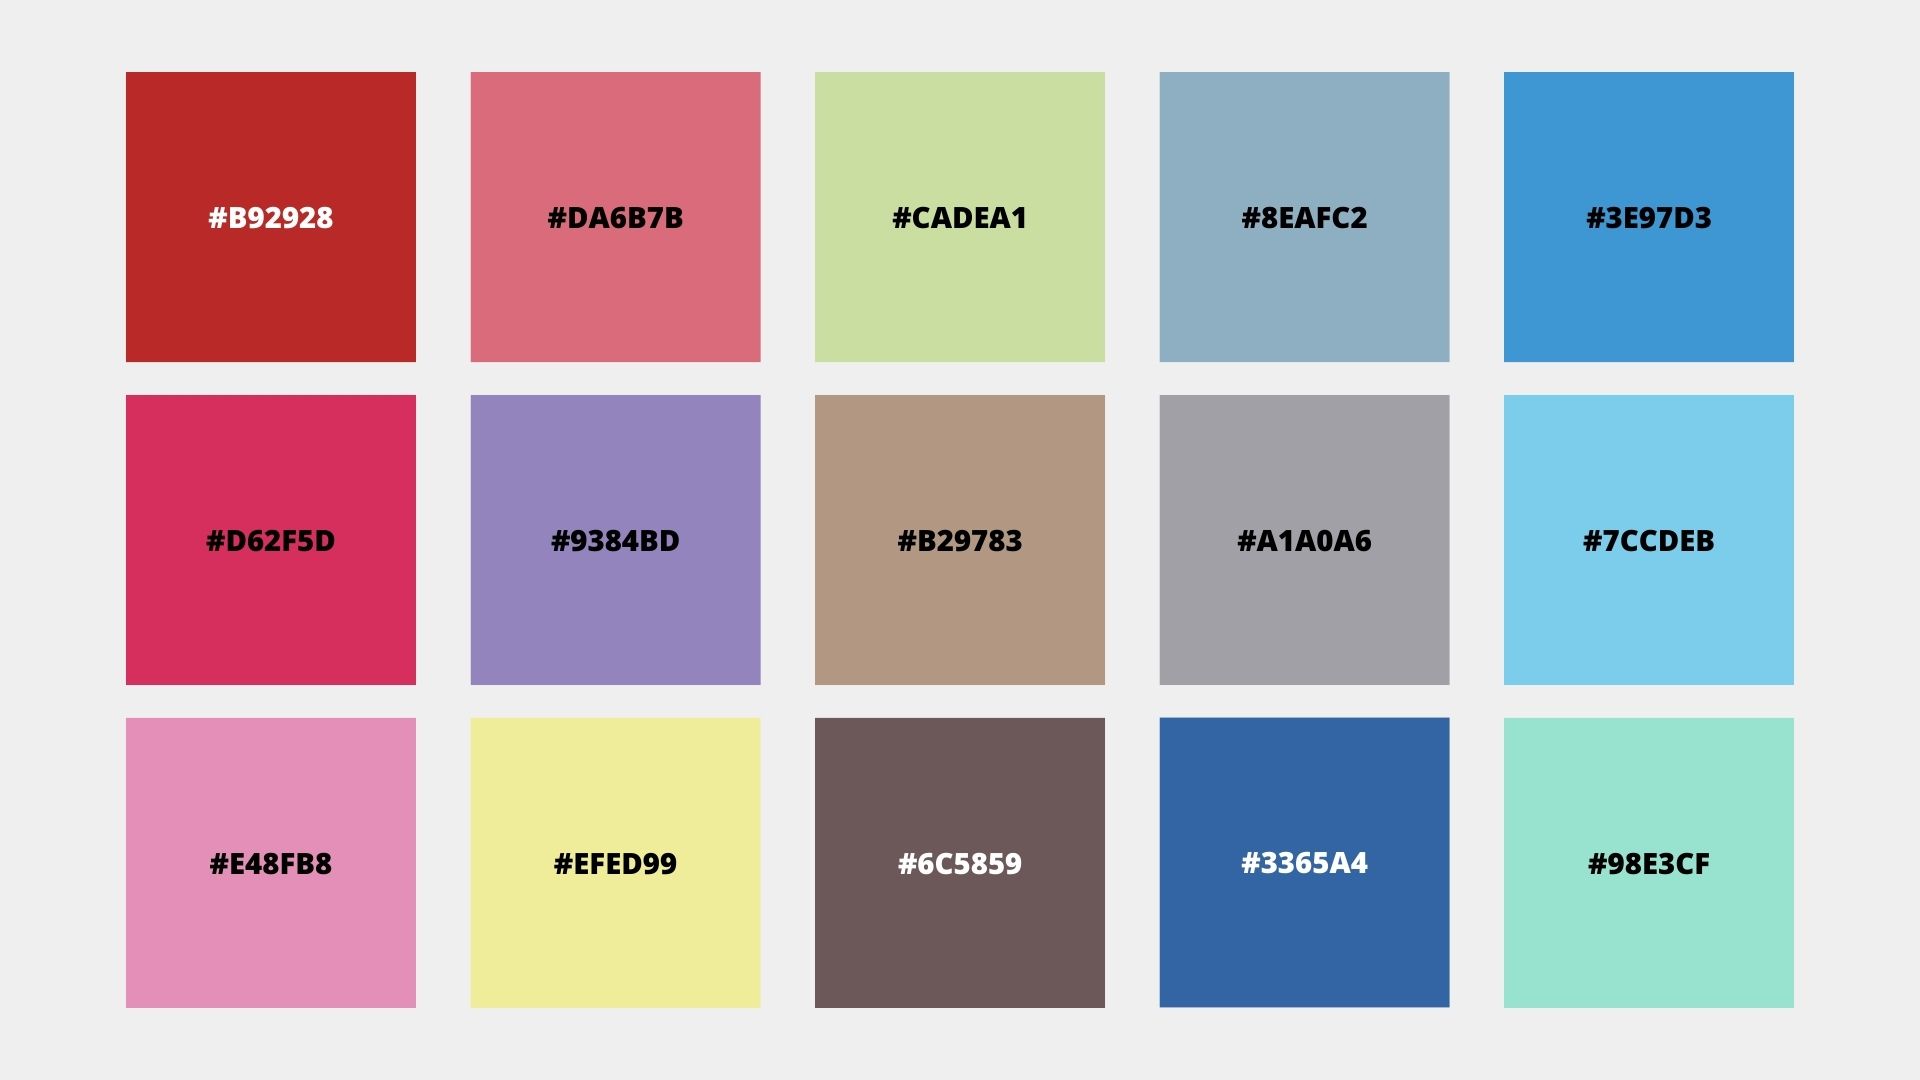 #B92928
#DA6B7B
#CADEA1
#8EAFC2
#3E97D3
#D62F5D
#9384BD
#B29783
#A1A0A6
#7CCDEB
#E48FB8
#EFED99
#6C5859
#3365A4
#98E3CF